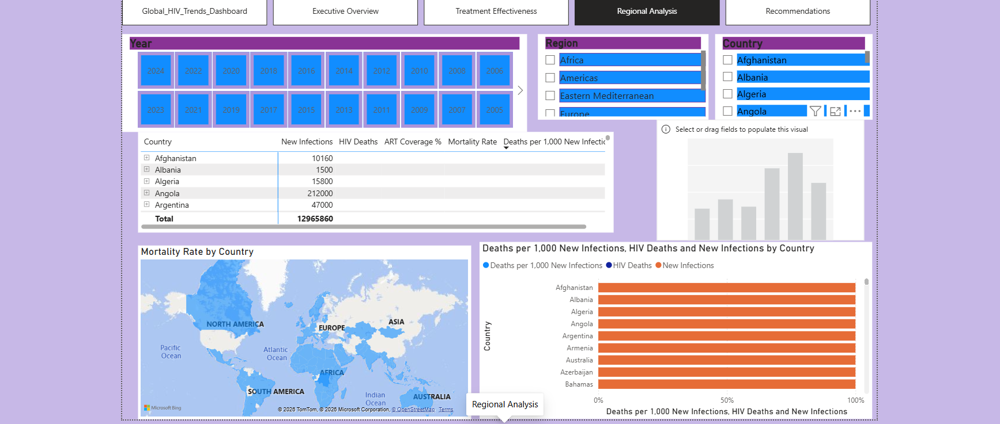 Global_HIV_Trends_Dashboard
Executive Overview
Treatment Effectiveness
Regional Analysis
Recommendations
Year
2024 2022 2020 2018 2016 2014 2012 2010 2008 2006
2023 2021 2019 2017 2015 2013 2011 2009 2007 2005
Region
Africa
Americas
Eastern Mediterranean
Europe
Country
Afghanistan
Albania
Algeria
Angola
Select or drag fields to populate this visual
Country New Infections HIV Deaths ART Coverage % Mortality Rate Deaths per 1,000 New Infectic
Afghanistan 10160
Albania 1500
Algeria 15800
Angola 212000
Argentina 47000
Total 12965860
Mortality Rate by Country
NORTH AMERICA
EUROPE
ASIA
Pacific
Ocean
Atlantic
Ocean
AFRICA
SOUTH AMERICA
Indian
Ocean
AUSTRALIA
Microsoft Bing
© 2026 TomTom, © 2026 Microsoft Corporation, © OpenStreetMap Terms
Deaths per 1,000 New Infections, HIV Deaths and New Infections by Country
Deaths per 1,000 New Infections HIV Deaths New Infections
Country
Afghanistan
Albania
Algeria
Angola
Argentina
Armenia
Australia
Azerbaijan
Bahamas
0% 50% 100%
Deaths per 1,000 New Infections, HIV Deaths and New Infections
Regional Analysis